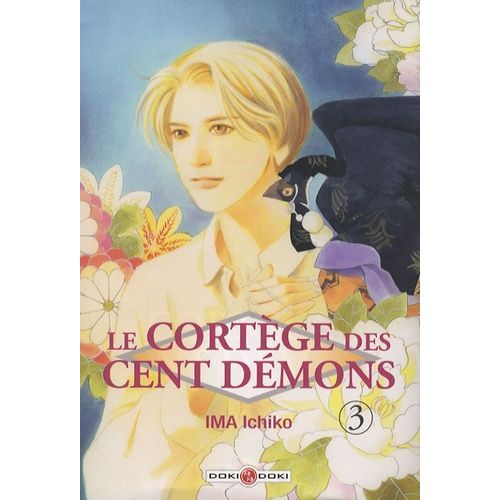 LE CORTÈGE DES
CENT DÉMONS
IMA Ichiko
3
DOKI DOKI